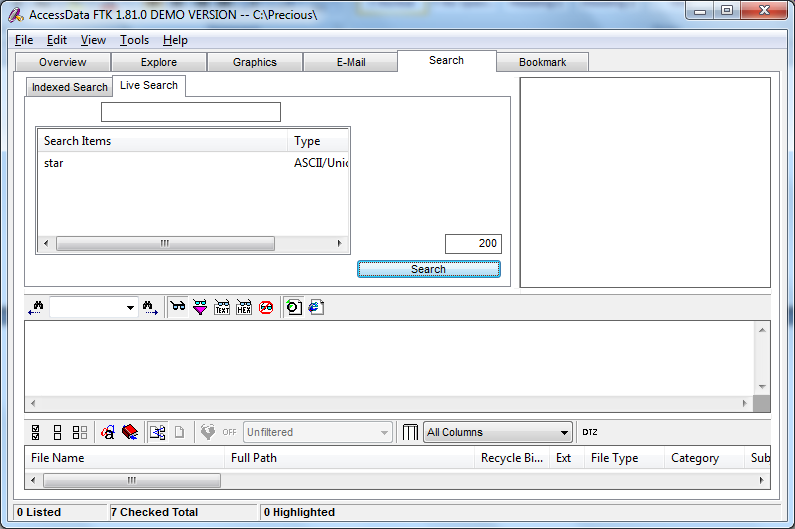 AccessData FTK 1.81.0 DEMO VERSION -- C:\Precious\
File Edit View Tools Help
Overview Explore Graphics E-Mail Search Bookmark
Indexed Search Live Search
Search Items Type
star ASCII/Unic
200
Search
TEXT HEX
OFF Unfiltered All Columns DTZ
File Name Full Path Recycle Bi... Ext File Type Category Sub
0 Listed 7 Checked Total 0 Highlighted